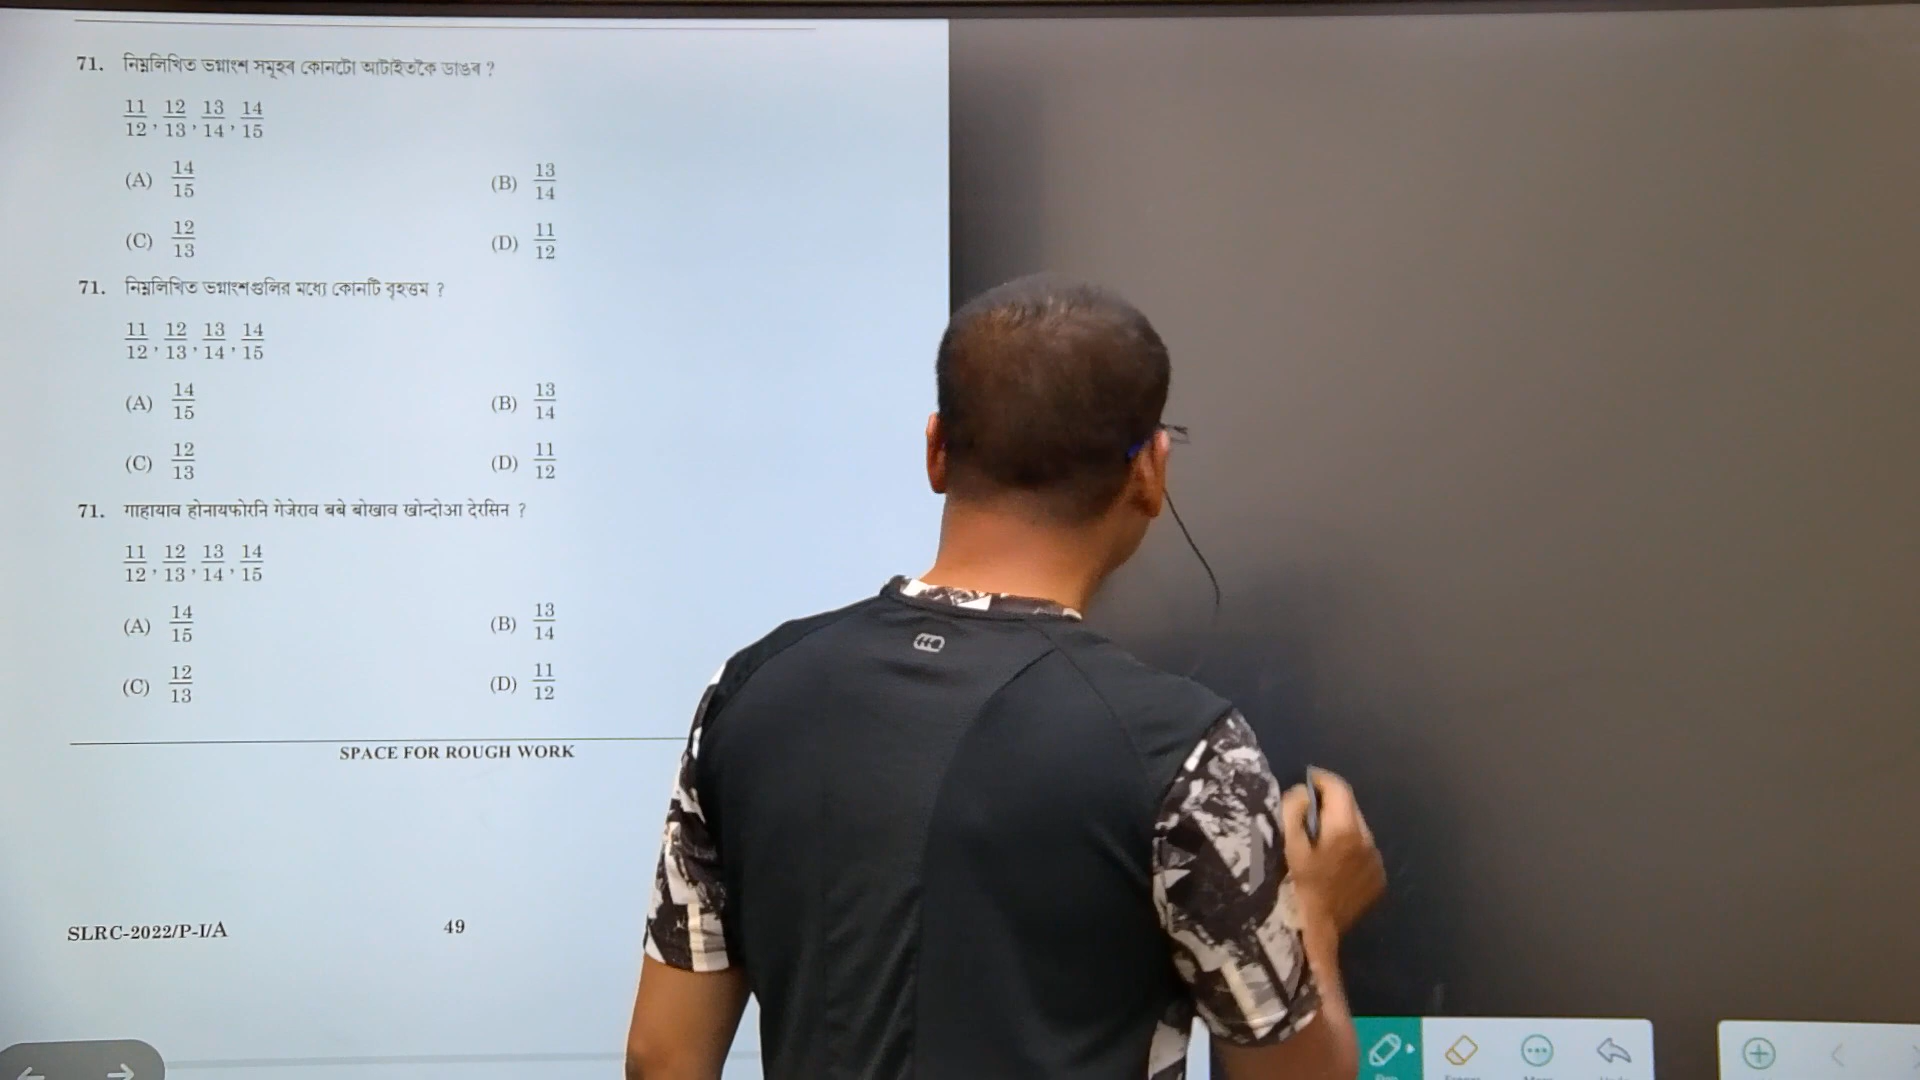 71. নিম্নলিখিত ভগ্নাংশ সমূহৰ কোনটো আটাইতকৈ ডাঙৰ ?
11/12, 12/13, 13/14, 14/15
(A) 14/15 (B) 13/14
(C) 12/13 (D) 11/12
71. নিম্নলিখিত ভগ্নাংশগুলির মধ্যে কোনটি বৃহত্তম ?
11/12, 12/13, 13/14, 14/15
(A) 14/15 (B) 13/14
(C) 12/13 (D) 11/12
71. गाहायाव होनायफोरनि गेजेराव बबे बोखाव खोन्दोआ देरसिन ?
11/12, 12/13, 13/14, 14/15
(A) 14/15 (B) 13/14
(C) 12/13 (D) 11/12
SPACE FOR ROUGH WORK
SLRC-2022/P-I/A 49